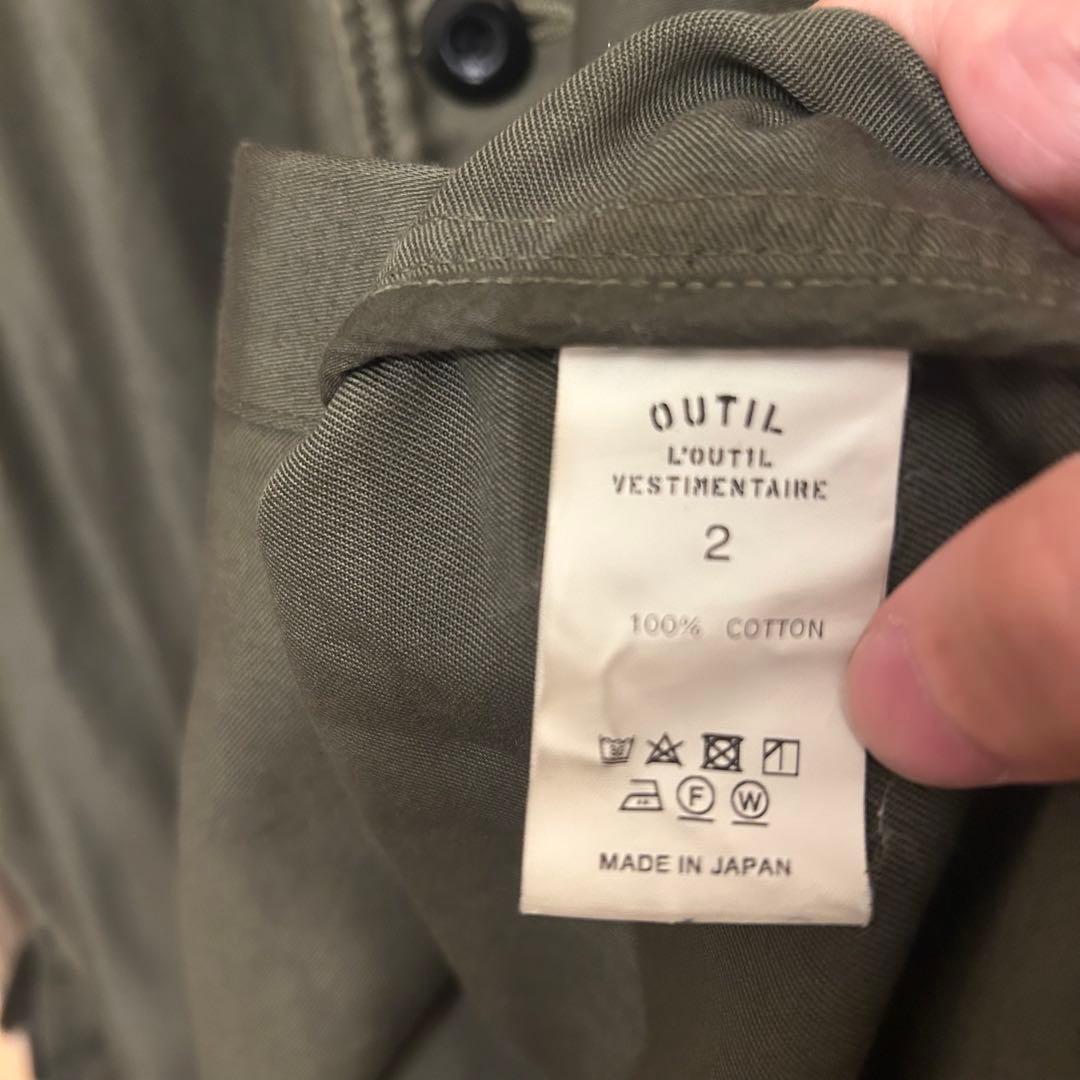 OUTIL
L'OUTIL
VESTIMENTAIRE
2
100% COTTON
F W
MADE IN JAPAN